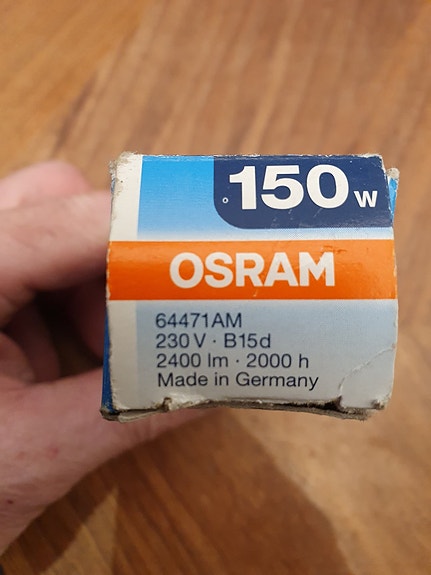 150 W
OSRAM
64471AM
230 V · B15d
2400 lm · 2000 h
Made in Germany